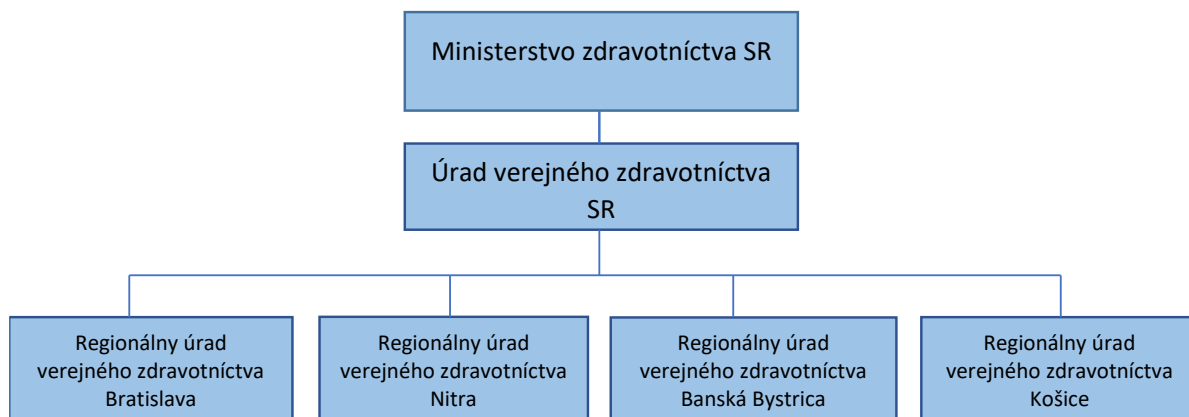 Ministerstvo zdravotníctva SR
Úrad verejného zdravotníctva
SR
Regionálny úrad
verejného zdravotníctva
Bratislava
Regionálny úrad
verejného zdravotníctva
Nitra
Regionálny úrad
verejného zdravotníctva
Banská Bystrica
Regionálny úrad
verejného zdravotníctva
Košice